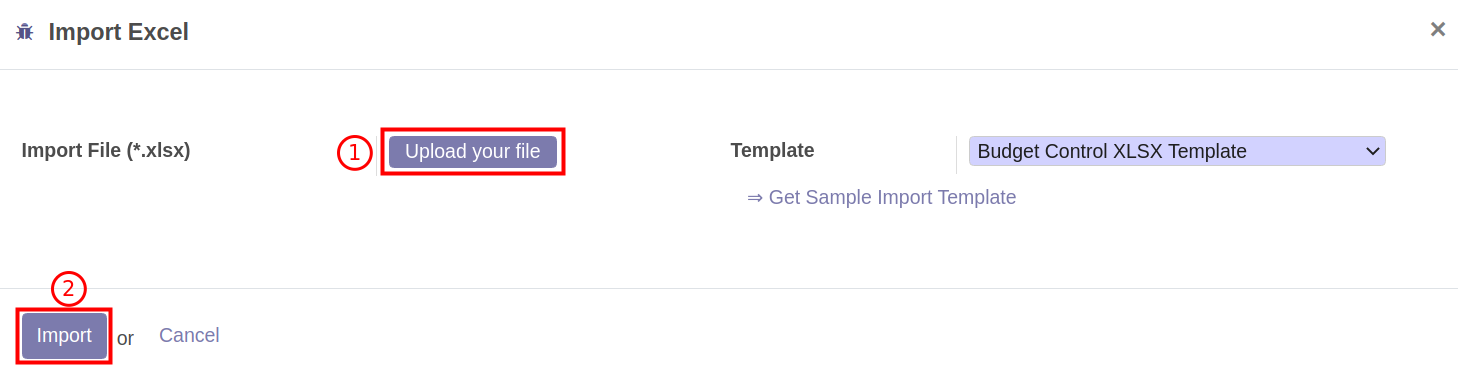 Import Excel
×
Import File (*.xlsx)
1
Upload your file
Template
Budget Control XLSX Template
⇒ Get Sample Import Template
2
Import or Cancel